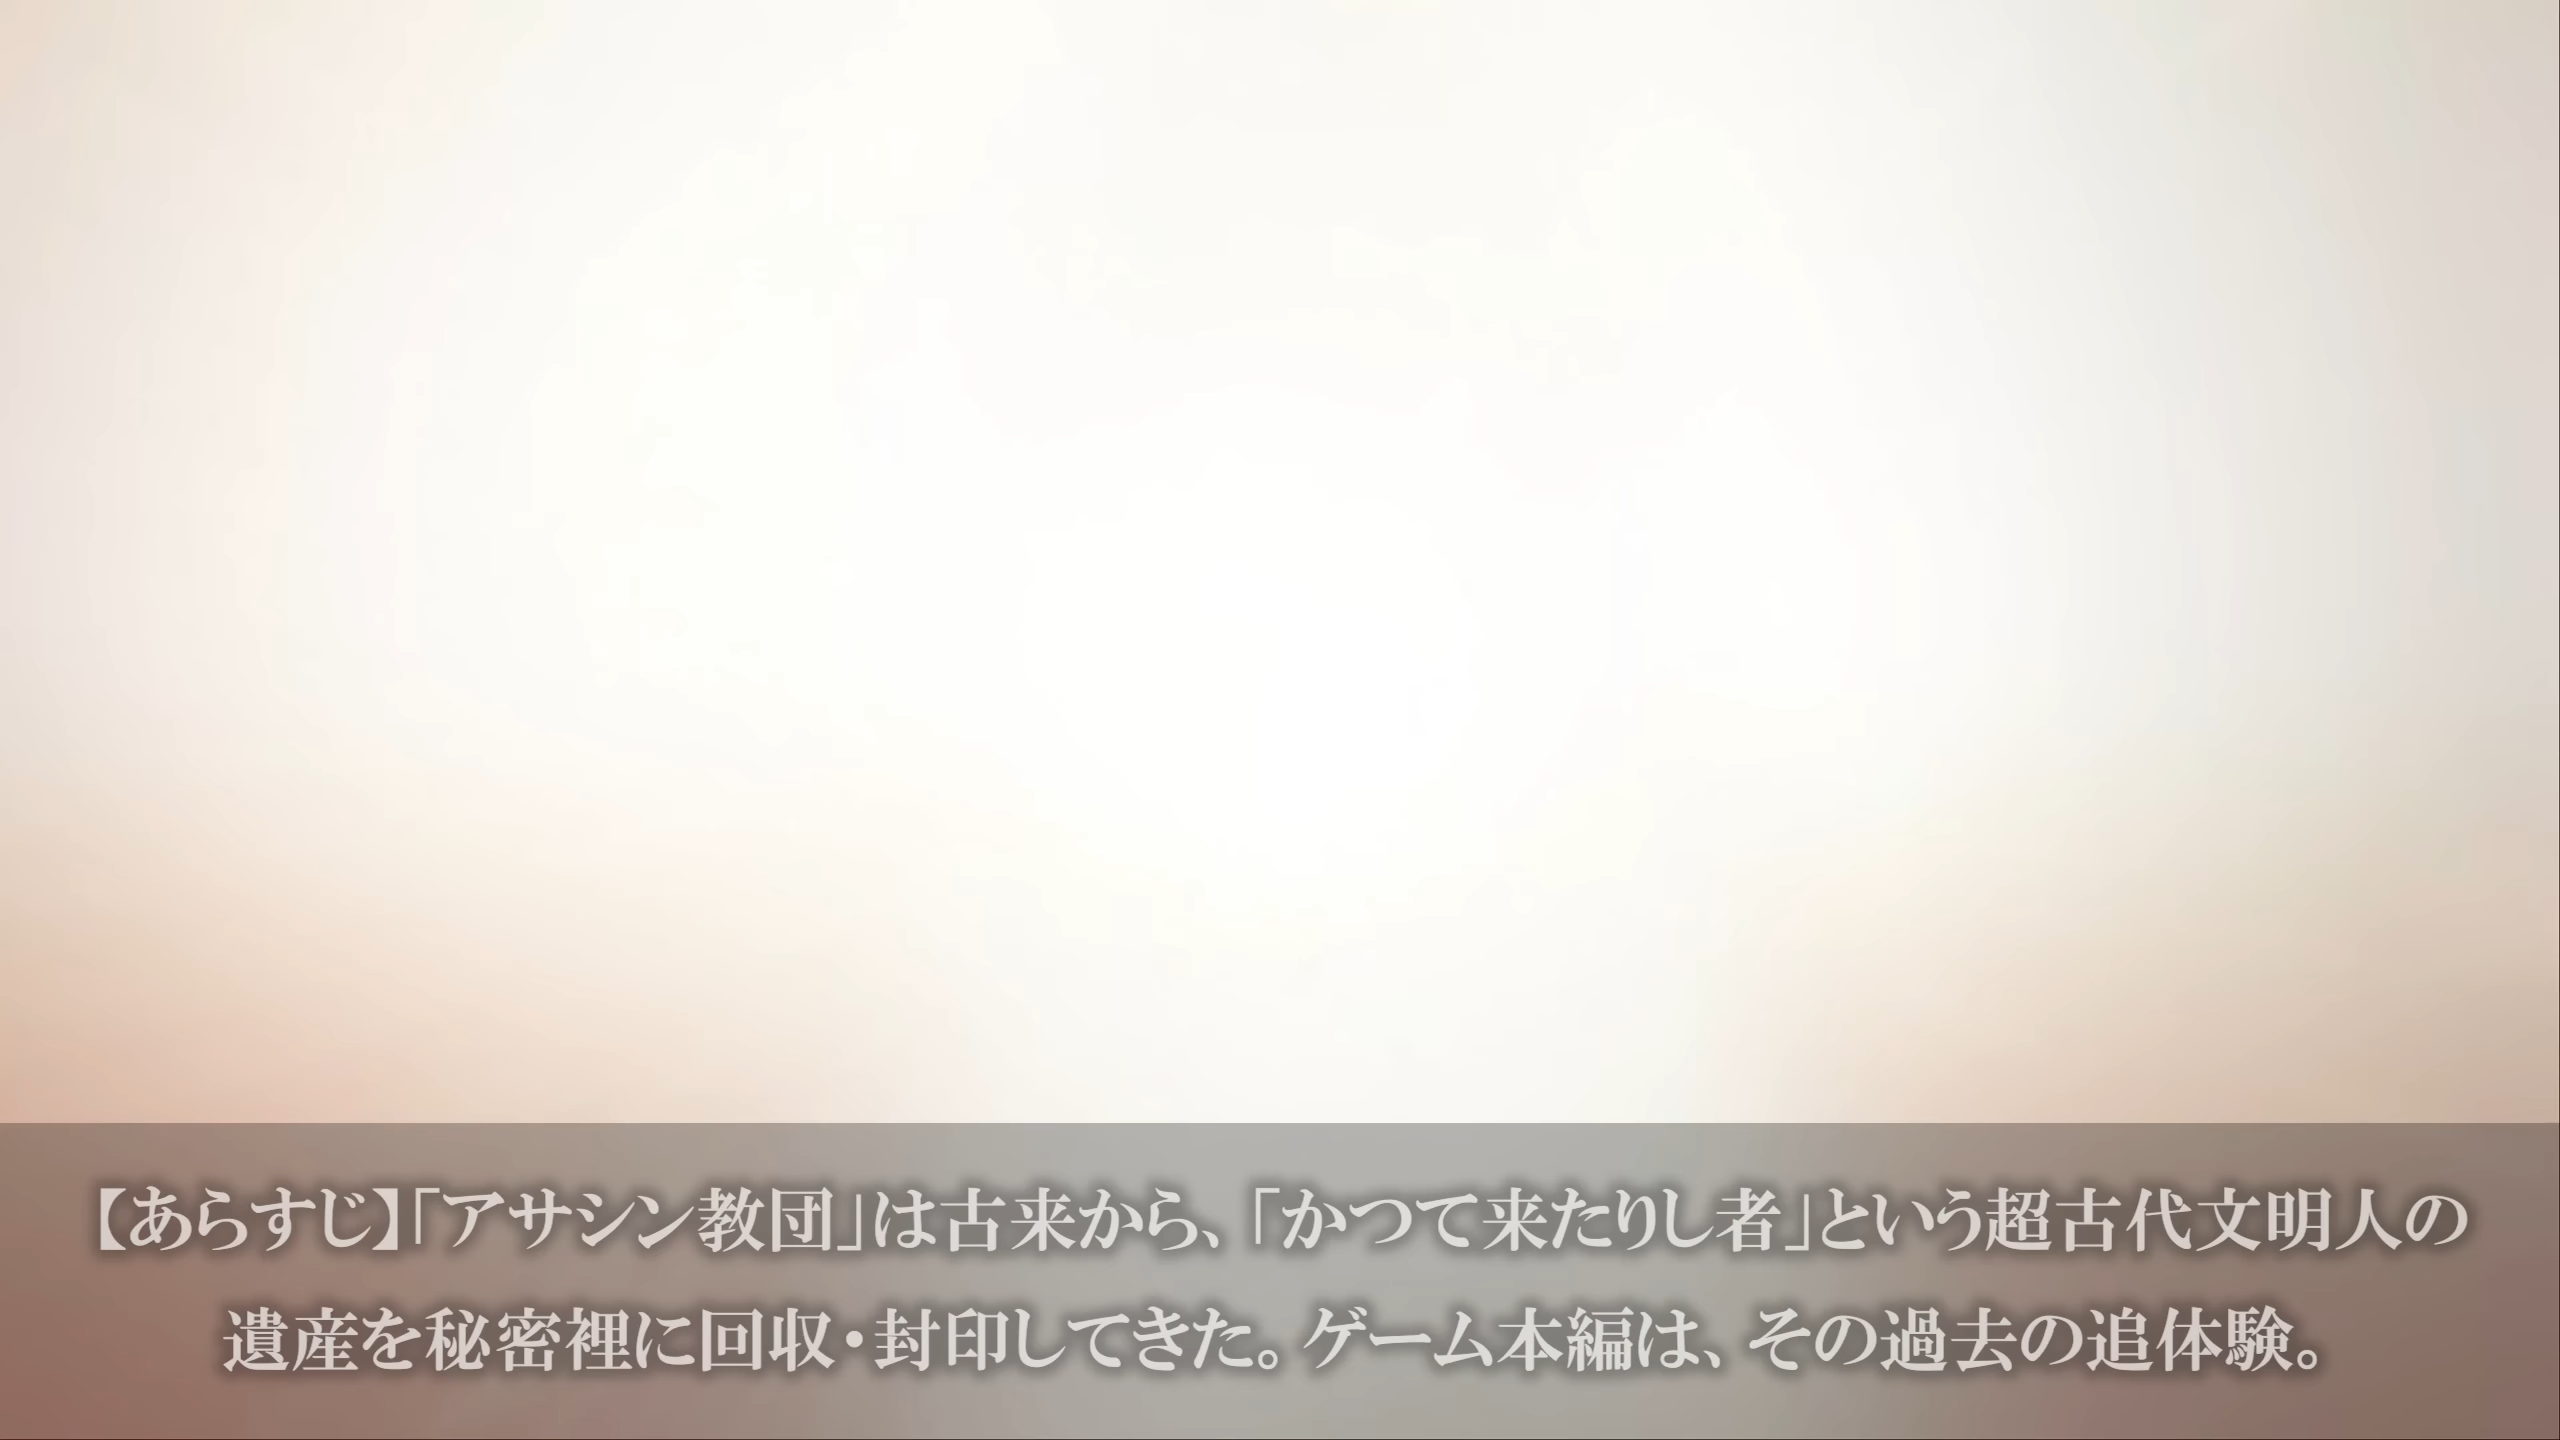 【あらすじ】「アサシン教団」は古来から、「かつて来たりし者」という超古代文明人の
遺産を秘密裡に回収・封印してきた。ゲーム本編は、その過去の追体験。